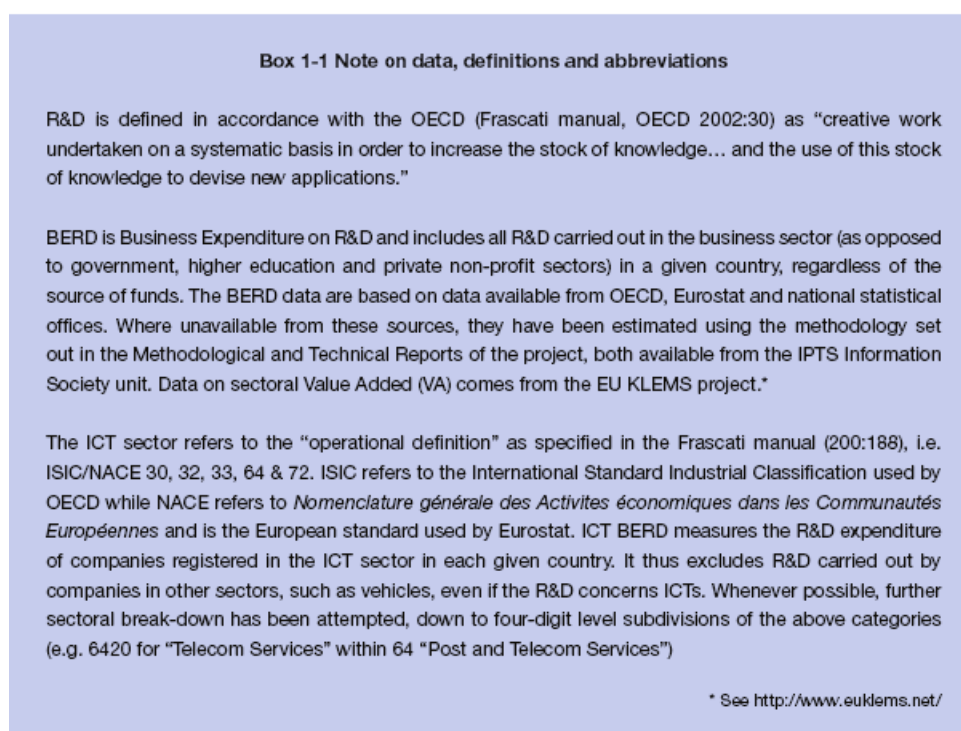 Box 1-1 Note on data, definitions and abbreviations
R&D is defined in accordance with the OECD (Frascati manual, OECD 2002:30) as “creative work
undertaken on a systematic basis in order to increase the stock of knowledge… and the use of this stock
of knowledge to devise new applications.”
BERD is Business Expenditure on R&D and includes all R&D carried out in the business sector (as opposed
to government, higher education and private non-profit sectors) in a given country, regardless of the
source of funds. The BERD data are based on data available from OECD, Eurostat and national statistical
offices. Where unavailable from these sources, they have been estimated using the methodology set
out in the Methodological and Technical Reports of the project, both available from the IPTS Information
Society unit. Data on sectoral Value Added (VA) comes from the EU KLEMS project.*
The ICT sector refers to the “operational definition” as specified in the Frascati manual (200:188), i.e.
ISIC/NACE 30, 32, 33, 64 & 72. ISIC refers to the International Standard Industrial Classification used by
OECD while NACE refers to Nomenclature générale des Activites économiques dans les Communautés
Européennes and is the European standard used by Eurostat. ICT BERD measures the R&D expenditure
of companies registered in the ICT sector in each given country. It thus excludes R&D carried out by
companies in other sectors, such as vehicles, even if the R&D concerns ICTs. Whenever possible, further
sectoral break-down has been attempted, down to four-digit level subdivisions of the above categories
(e.g. 6420 for “Telecom Services” within 64 “Post and Telecom Services”)
* See http://www.euklems.net/